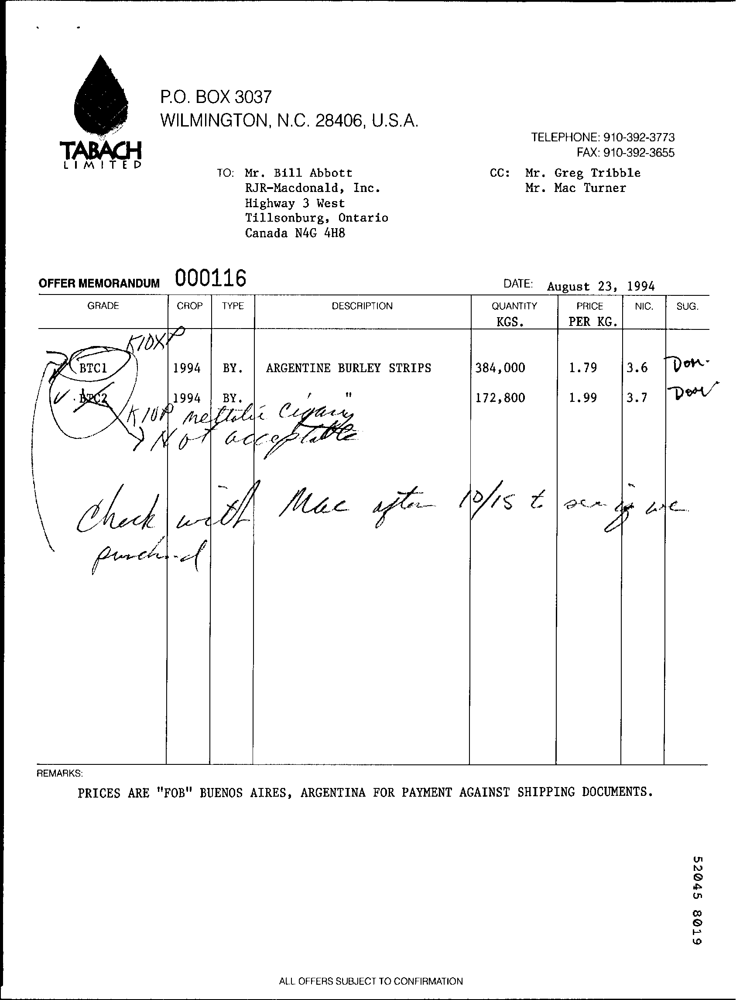 P.O. BOX 3037
WILMINGTON, N.C. 28406, U.S.A.
TABACH
LIMITED
TELEPHONE: 910-392-3773
FAX: 910-392-3655
TO: Mr. Bill Abbott
RJR-Macdonald, Inc.
Highway 3 West
Tillsonburg, Ontario
Canada N4G 4H8
CC: Mr. Greg Tribble
Mr. Mac Turner
OFFER MEMORANDUM 000116
DATE: August 23, 1994
GRADE CROP TYPE DESCRIPTION QUANTITY PRICE NIC. SUG.
KGS. PER KG.
K10XP
BTC1 1994 BY. ARGENTINE BURLEY STRIPS 384,000 1.79 3.6
BTC2 1994 BY. " 172,800 1.99 3.7
K10P
Not acceptable
Check with Mac after 10/15 to see if we
REMARKS:
PRICES ARE "FOB" BUENOS AIRES, ARGENTINA FOR PAYMENT AGAINST SHIPPING DOCUMENTS.
52045 8019
ALL OFFERS SUBJECT TO CONFIRMATION